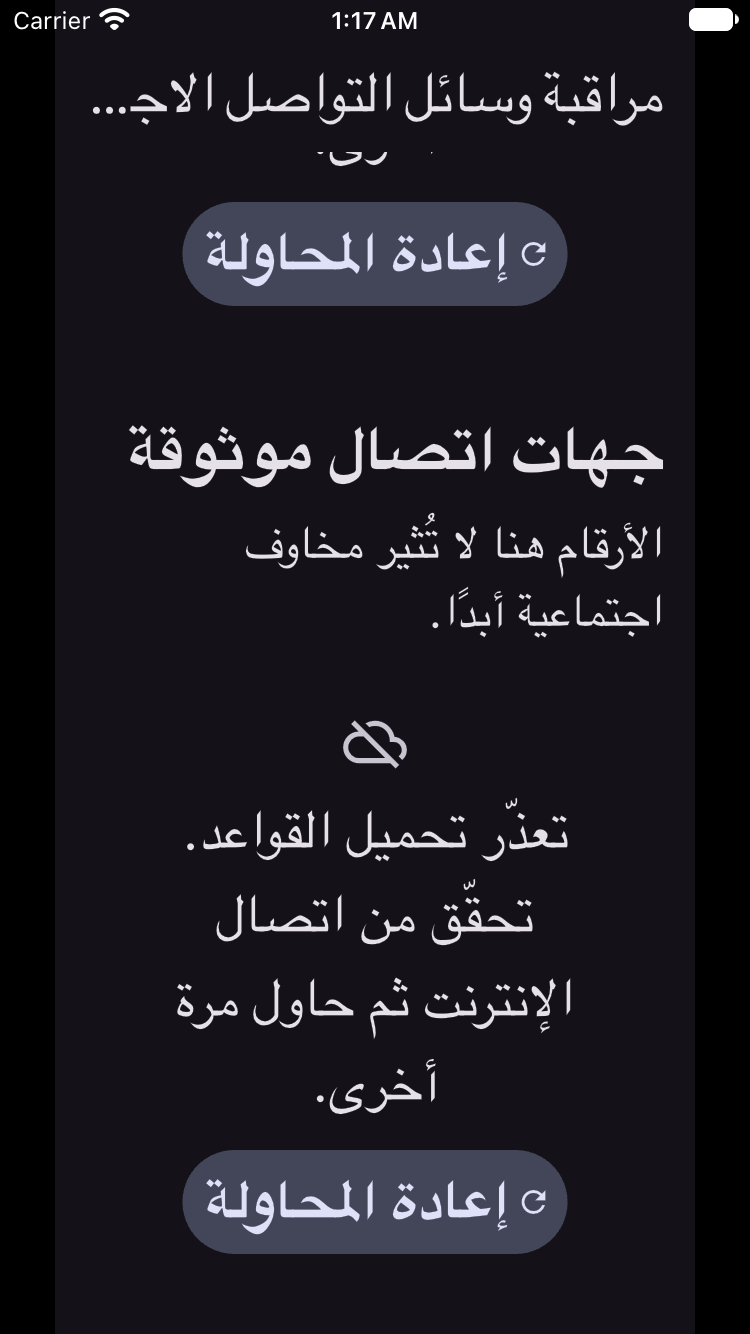 Carrier 1:17 AM
مراقبة وسائل التواصل الاجـ...
إعادة المحاولة
جهات اتصال موثوقة
الأرقام هنا لا تُثير مخاوف
اجتماعية أبدًا.
تعذّر تحميل القواعد.
تحقّق من اتصال
الإنترنت ثم حاول مرة
أخرى.
إعادة المحاولة